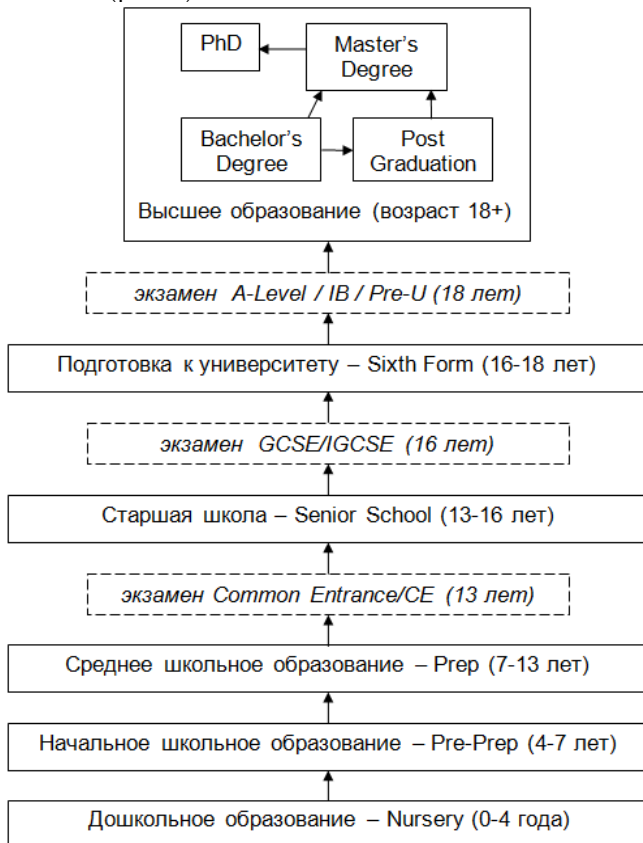 PhD
Master's
Degree
Bachelor's
Degree
Post
Graduation
Высшее образование (возраст 18+)
экзамен A-Level / IB / Pre-U (18 лет)
Подготовка к университету – Sixth Form (16-18 лет)
экзамен GCSE/IGCSE (16 лет)
Старшая школа – Senior School (13-16 лет)
экзамен Common Entrance/CE (13 лет)
Среднее школьное образование – Prep (7-13 лет)
Начальное школьное образование – Pre-Prep (4-7 лет)
Дошкольное образование – Nursery (0-4 года)